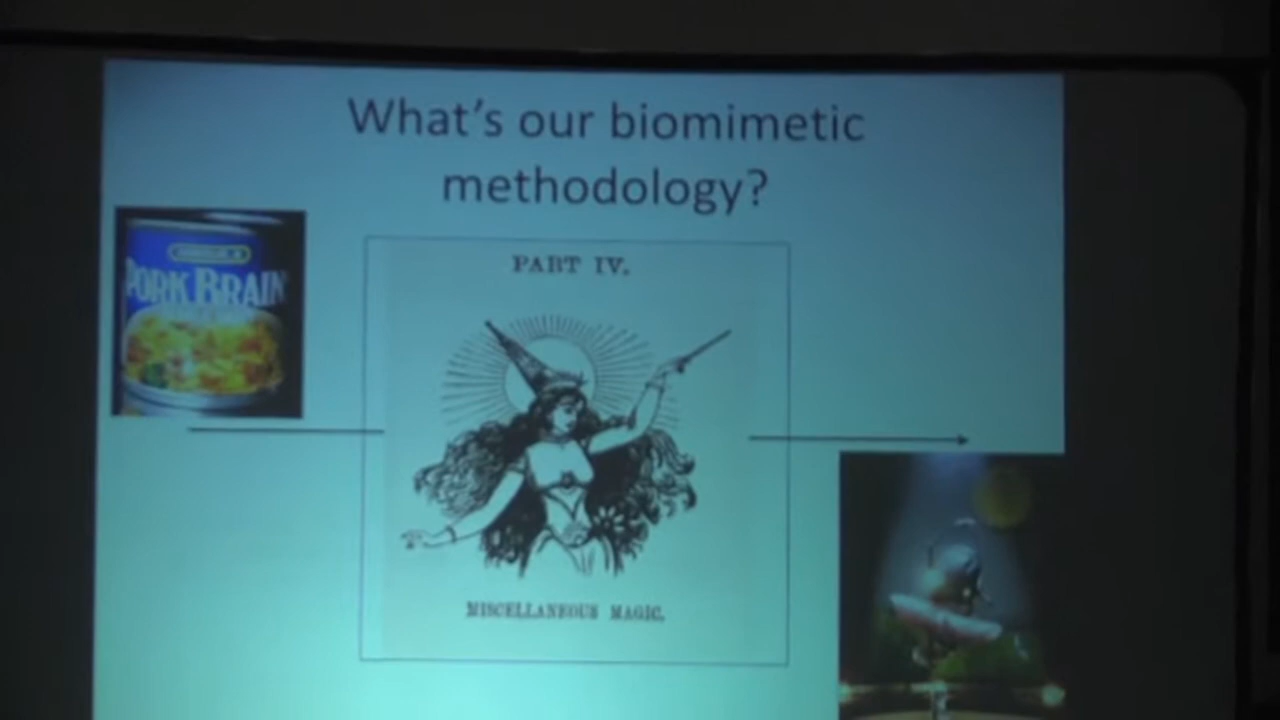 What's our biomimetic
methodology?
PORK BRAIN
PART IV.
MISCELLANEOUS MAGIC.